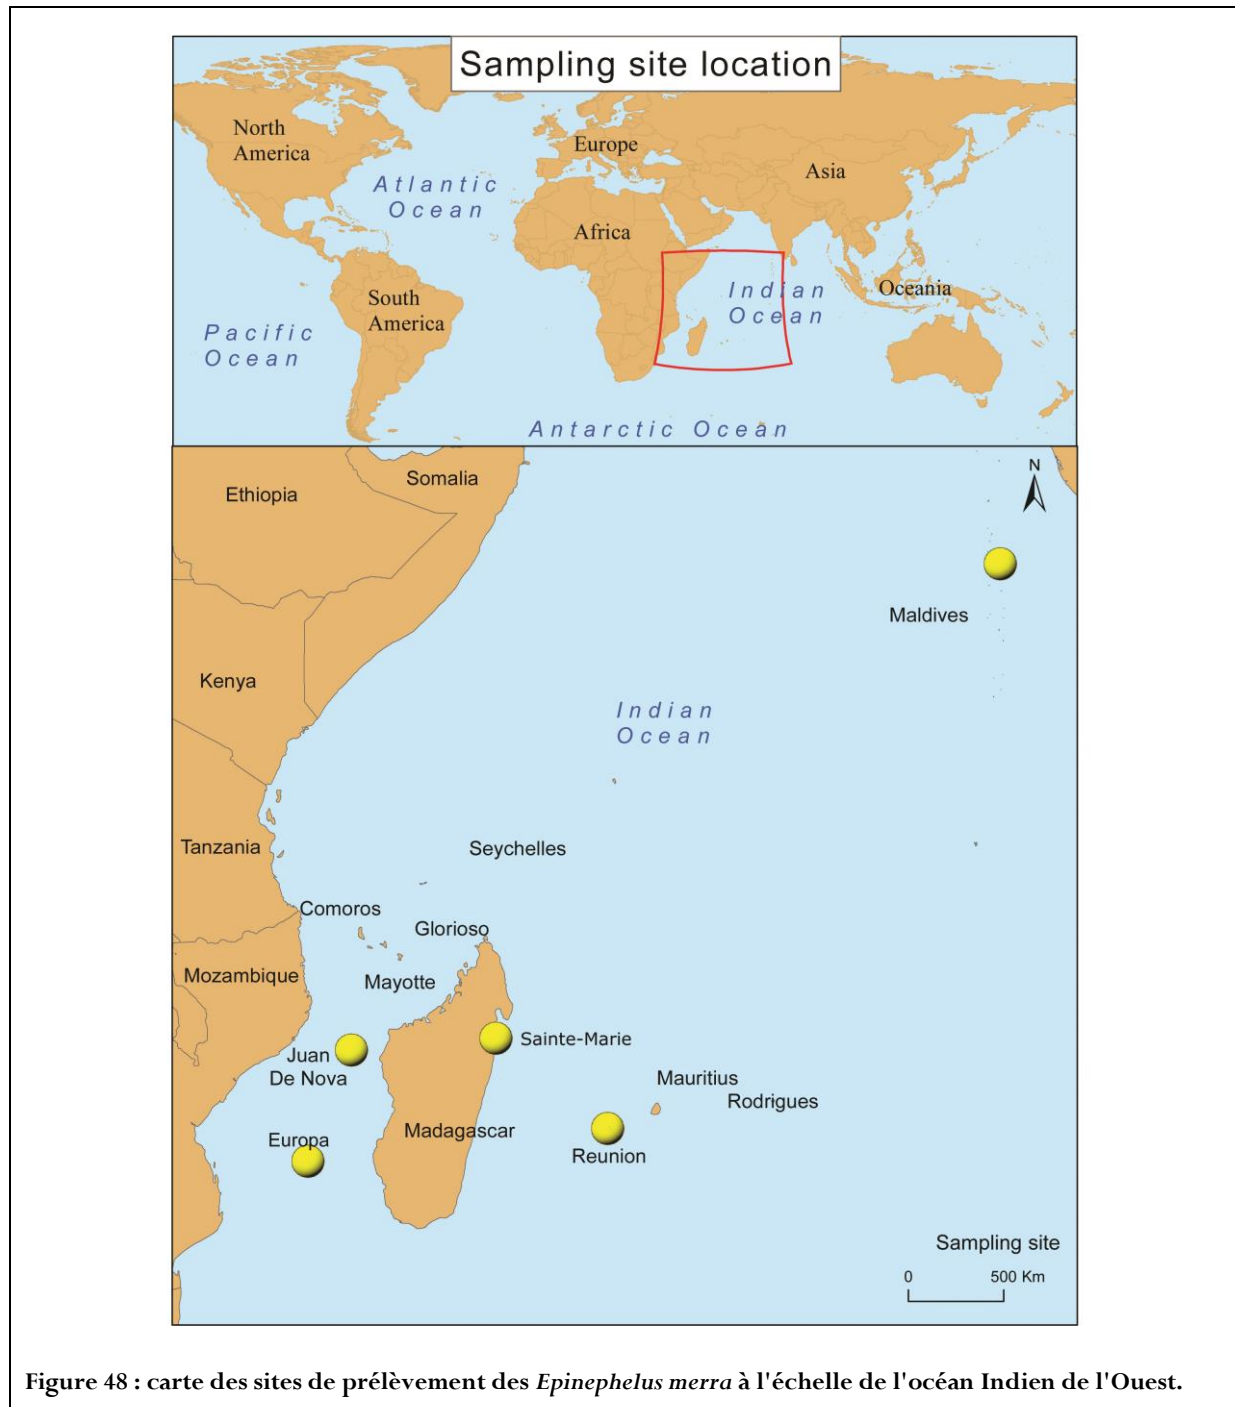 Sampling site location
North
America
Europe
Asia
Atlantic
Ocean
Africa
Indian
Ocean
Oceania
South
America
Pacific
Ocean
Antarctic Ocean
Somalia
Ethiopia
N
Maldives
Kenya
Indian
Ocean
Tanzania
Seychelles
Comoros
Glorioso
Mozambique
Mayotte
Sainte-Marie
Juan
De Nova
Mauritius
Rodrigues
Europa
Madagascar
Reunion
Sampling site
0 500 Km
Figure 48 : carte des sites de prélèvement des Epinephelus merra à l'échelle de l'océan Indien de l'Ouest.